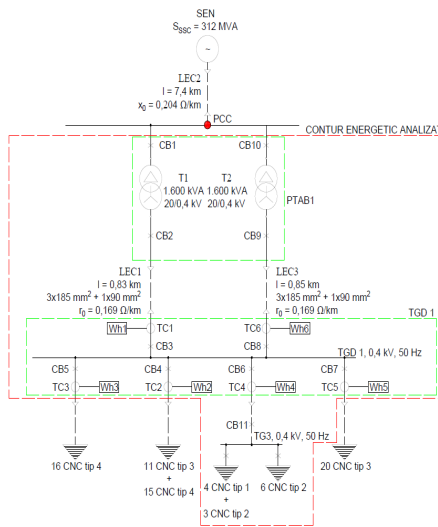 SEN
S_SSC = 312 MVA
~
LEC2
l = 7,4 km
x₀ = 0,204 Ω/km
PCC
CONTUR ENERGETIC ANALIZAT
CB1 CB10
T1 T2
1.600 kVA 1.600 kVA
20/0,4 kV 20/0,4 kV
PTAB1
CB2 CB9
LEC1 LEC3
l = 0,83 km l = 0,85 km
3x185 mm² + 1x90 mm² 3x185 mm² + 1x90 mm²
r₀ = 0,169 Ω/km r₀ = 0,169 Ω/km
TGD 1
Wh1 TC1 TC6 Wh6
CB3 CB8
TGD 1, 0,4 kV, 50 Hz
CB5 CB4 CB6 CB7
TC3 Wh3 TC2 Wh2 TC4 Wh4 TC5 Wh5
CB11
TG3, 0,4 kV, 50 Hz
16 CNC tip 4 11 CNC tip 3 20 CNC tip 3
+
15 CNC tip 4
4 CNC tip 1 6 CNC tip 2
+
3 CNC tip 2